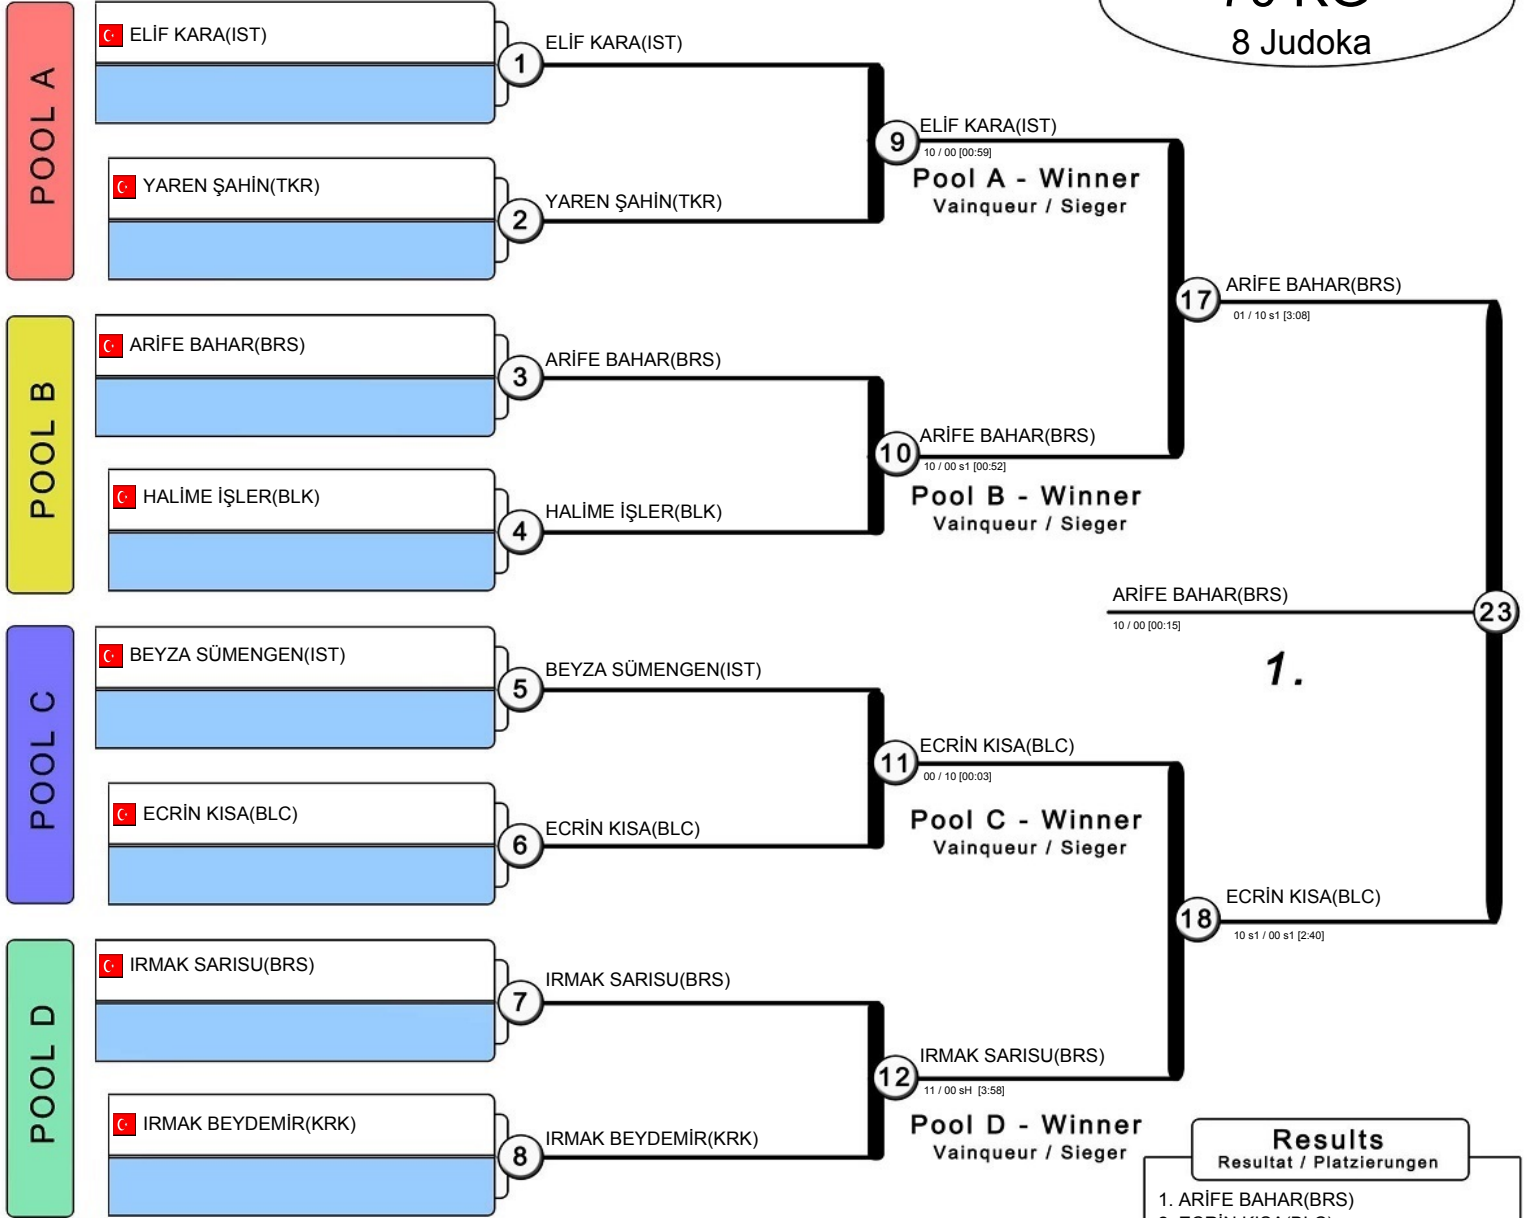 8 Judoka
POOL A
ELİF KARA(IST)
1
ELİF KARA(IST)
YAREN ŞAHİN(TKR)
2
YAREN ŞAHİN(TKR)
9
ELİF KARA(IST)
10 / 00 [00:59]
Pool A - Winner
Vainqueur / Sieger
POOL B
ARİFE BAHAR(BRS)
3
ARİFE BAHAR(BRS)
HALİME İŞLER(BLK)
4
HALİME İŞLER(BLK)
10
ARİFE BAHAR(BRS)
10 / 00 s1 [00:52]
Pool B - Winner
Vainqueur / Sieger
17
ARİFE BAHAR(BRS)
01 / 10 s1 [3:08]
POOL C
BEYZA SÜMENGEN(IST)
5
BEYZA SÜMENGEN(IST)
ECRİN KISA(BLC)
6
ECRİN KISA(BLC)
11
ECRİN KISA(BLC)
00 / 10 [00:03]
Pool C - Winner
Vainqueur / Sieger
POOL D
IRMAK SARISU(BRS)
7
IRMAK SARISU(BRS)
IRMAK BEYDEMİR(KRK)
8
IRMAK BEYDEMİR(KRK)
12
IRMAK SARISU(BRS)
11 / 00 sH [3:58]
Pool D - Winner
Vainqueur / Sieger
18
ECRİN KISA(BLC)
10 s1 / 00 s1 [2:40]
ARİFE BAHAR(BRS)
23
10 / 00 [00:15]
1.
Results
Resultat / Platzierungen
1. ARİFE BAHAR(BRS)